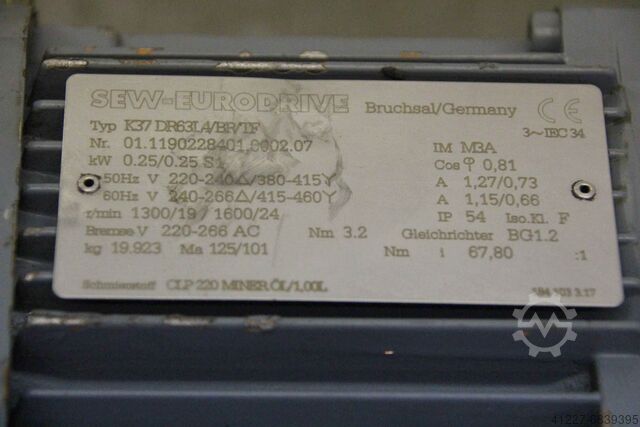 SEW-EURODRIVE Bruchsal/Germany CE
Typ K37 DR63L4/BR/TF 3~IEC 34
Nr. 01.1190228401.0002.07 IM M3A
kW 0.25/0.25 S1 Cos φ 0,81
50Hz V 220-240△/380-415Y A 1,27/0,73
60Hz V 240-266△/415-460Y A 1,15/0,66
r/min 1300/19 / 1600/24 IP 54 Iso.Kl. F
Bremse V 220-266 AC Nm 3.2 Gleichrichter BG1.2
kg 19.923 Ma 125/101 Nm i 67,80 :1
Schmierstoff CLP 220 MINER.ÖL/1,00L
41227-6839395